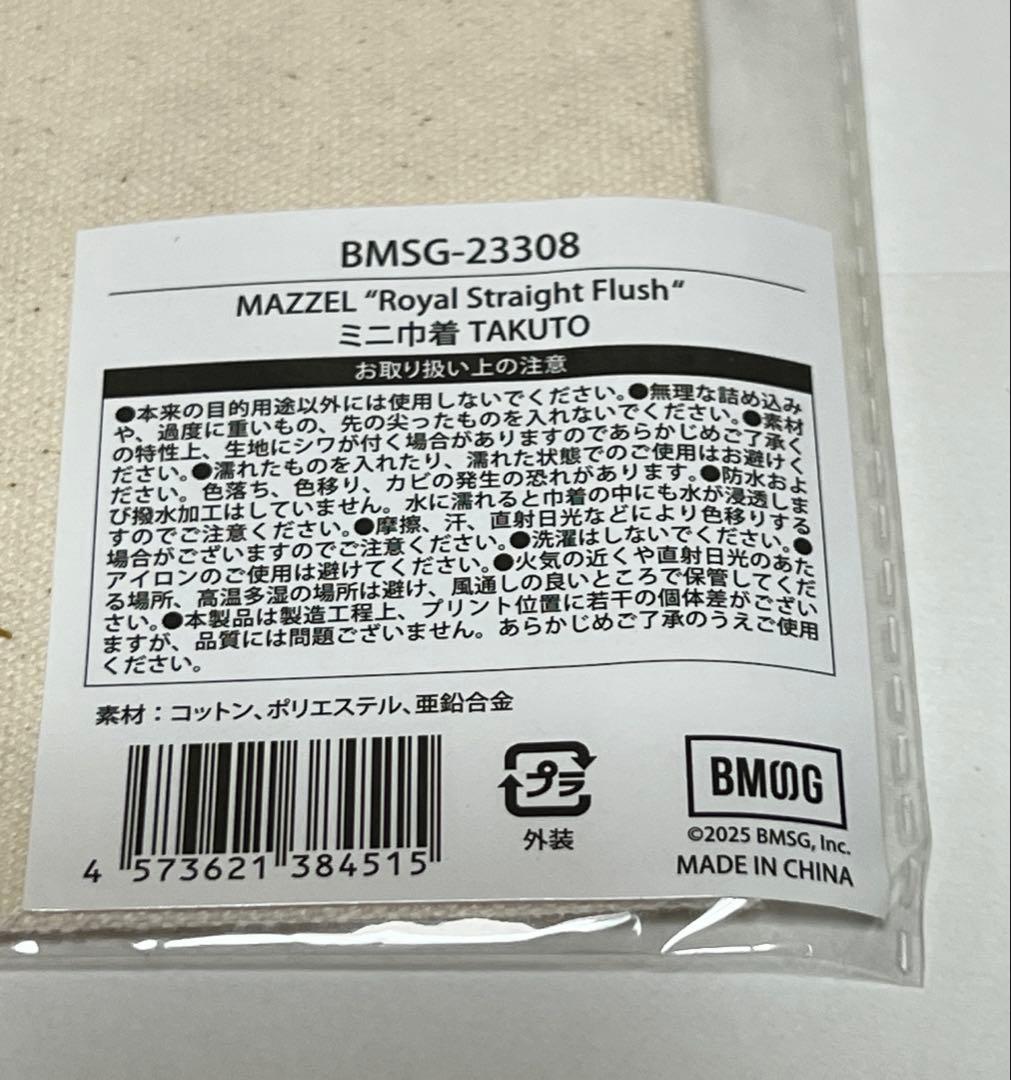 BMSG-23308
MAZZEL “Royal Straight Flush“
ミニ巾着 TAKUTO
お取り扱い上の注意
●本来の目的用途以外には使用しないでください。●無理な詰め込み
や、過度に重いもの、先の尖ったものを入れないでください。●素材
の特性上、生地にシワが付く場合がありますのであらかじめご了承く
ださい。●濡れたものを入れたり、濡れた状態でのご使用はお避けく
ださい。色落ち、色移り、カビの発生の恐れがあります。●防水およ
び撥水加工はしていません。水に濡れると巾着の中にも水が浸透しま
すのでご注意ください。●摩擦、汗、直射日光などにより色移りする
場合がございますのでご注意ください。●洗濯はしないでください。●
アイロンのご使用は避けてください。●火気の近くや直射日光のあた
る場所、高温多湿の場所は避け、風通しの良いところで保管してくだ
さい。●本製品は製造工程上、プリント位置に若干の個体差がござい
ますが、品質には問題ございません。あらかじめご了承のうえご使用
ください。
素材：コットン、ポリエステル、亜鉛合金
4 573621 384515
プラ
外装
BMSG
©2025 BMSG, Inc.
MADE IN CHINA